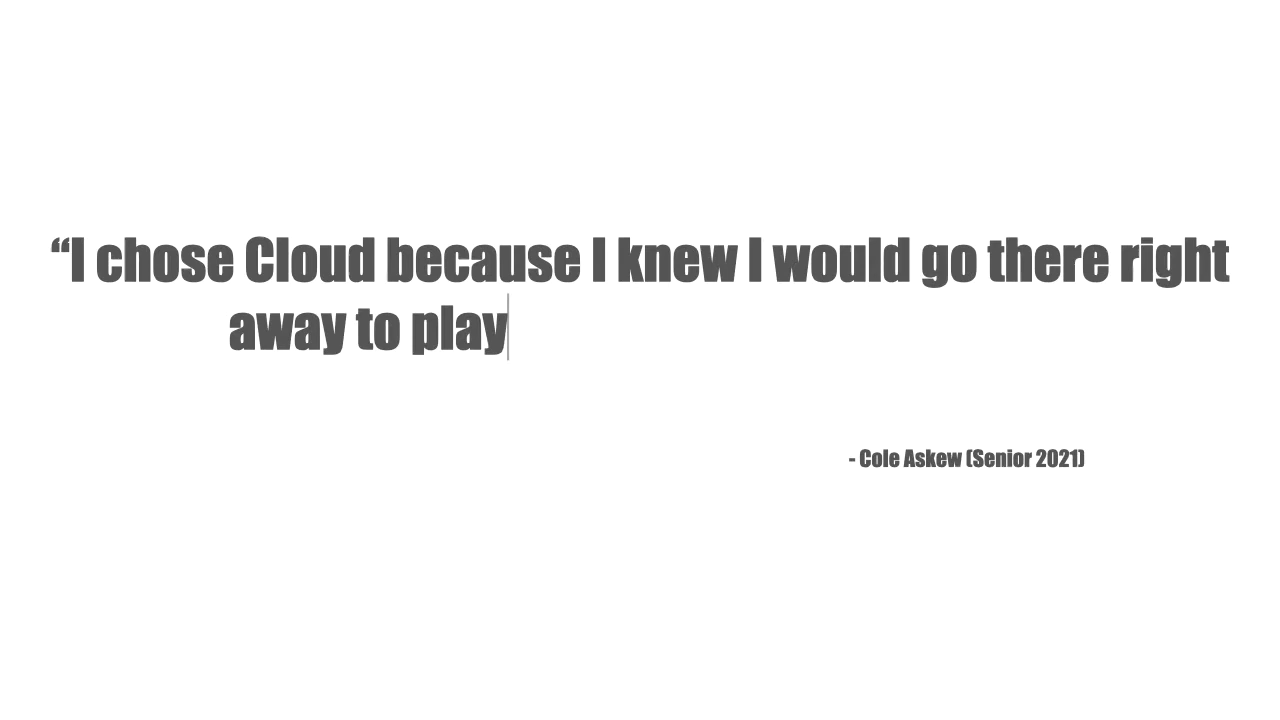 “I chose Cloud because I knew I would go there right
away to play
- Cole Askew (Senior 2021)